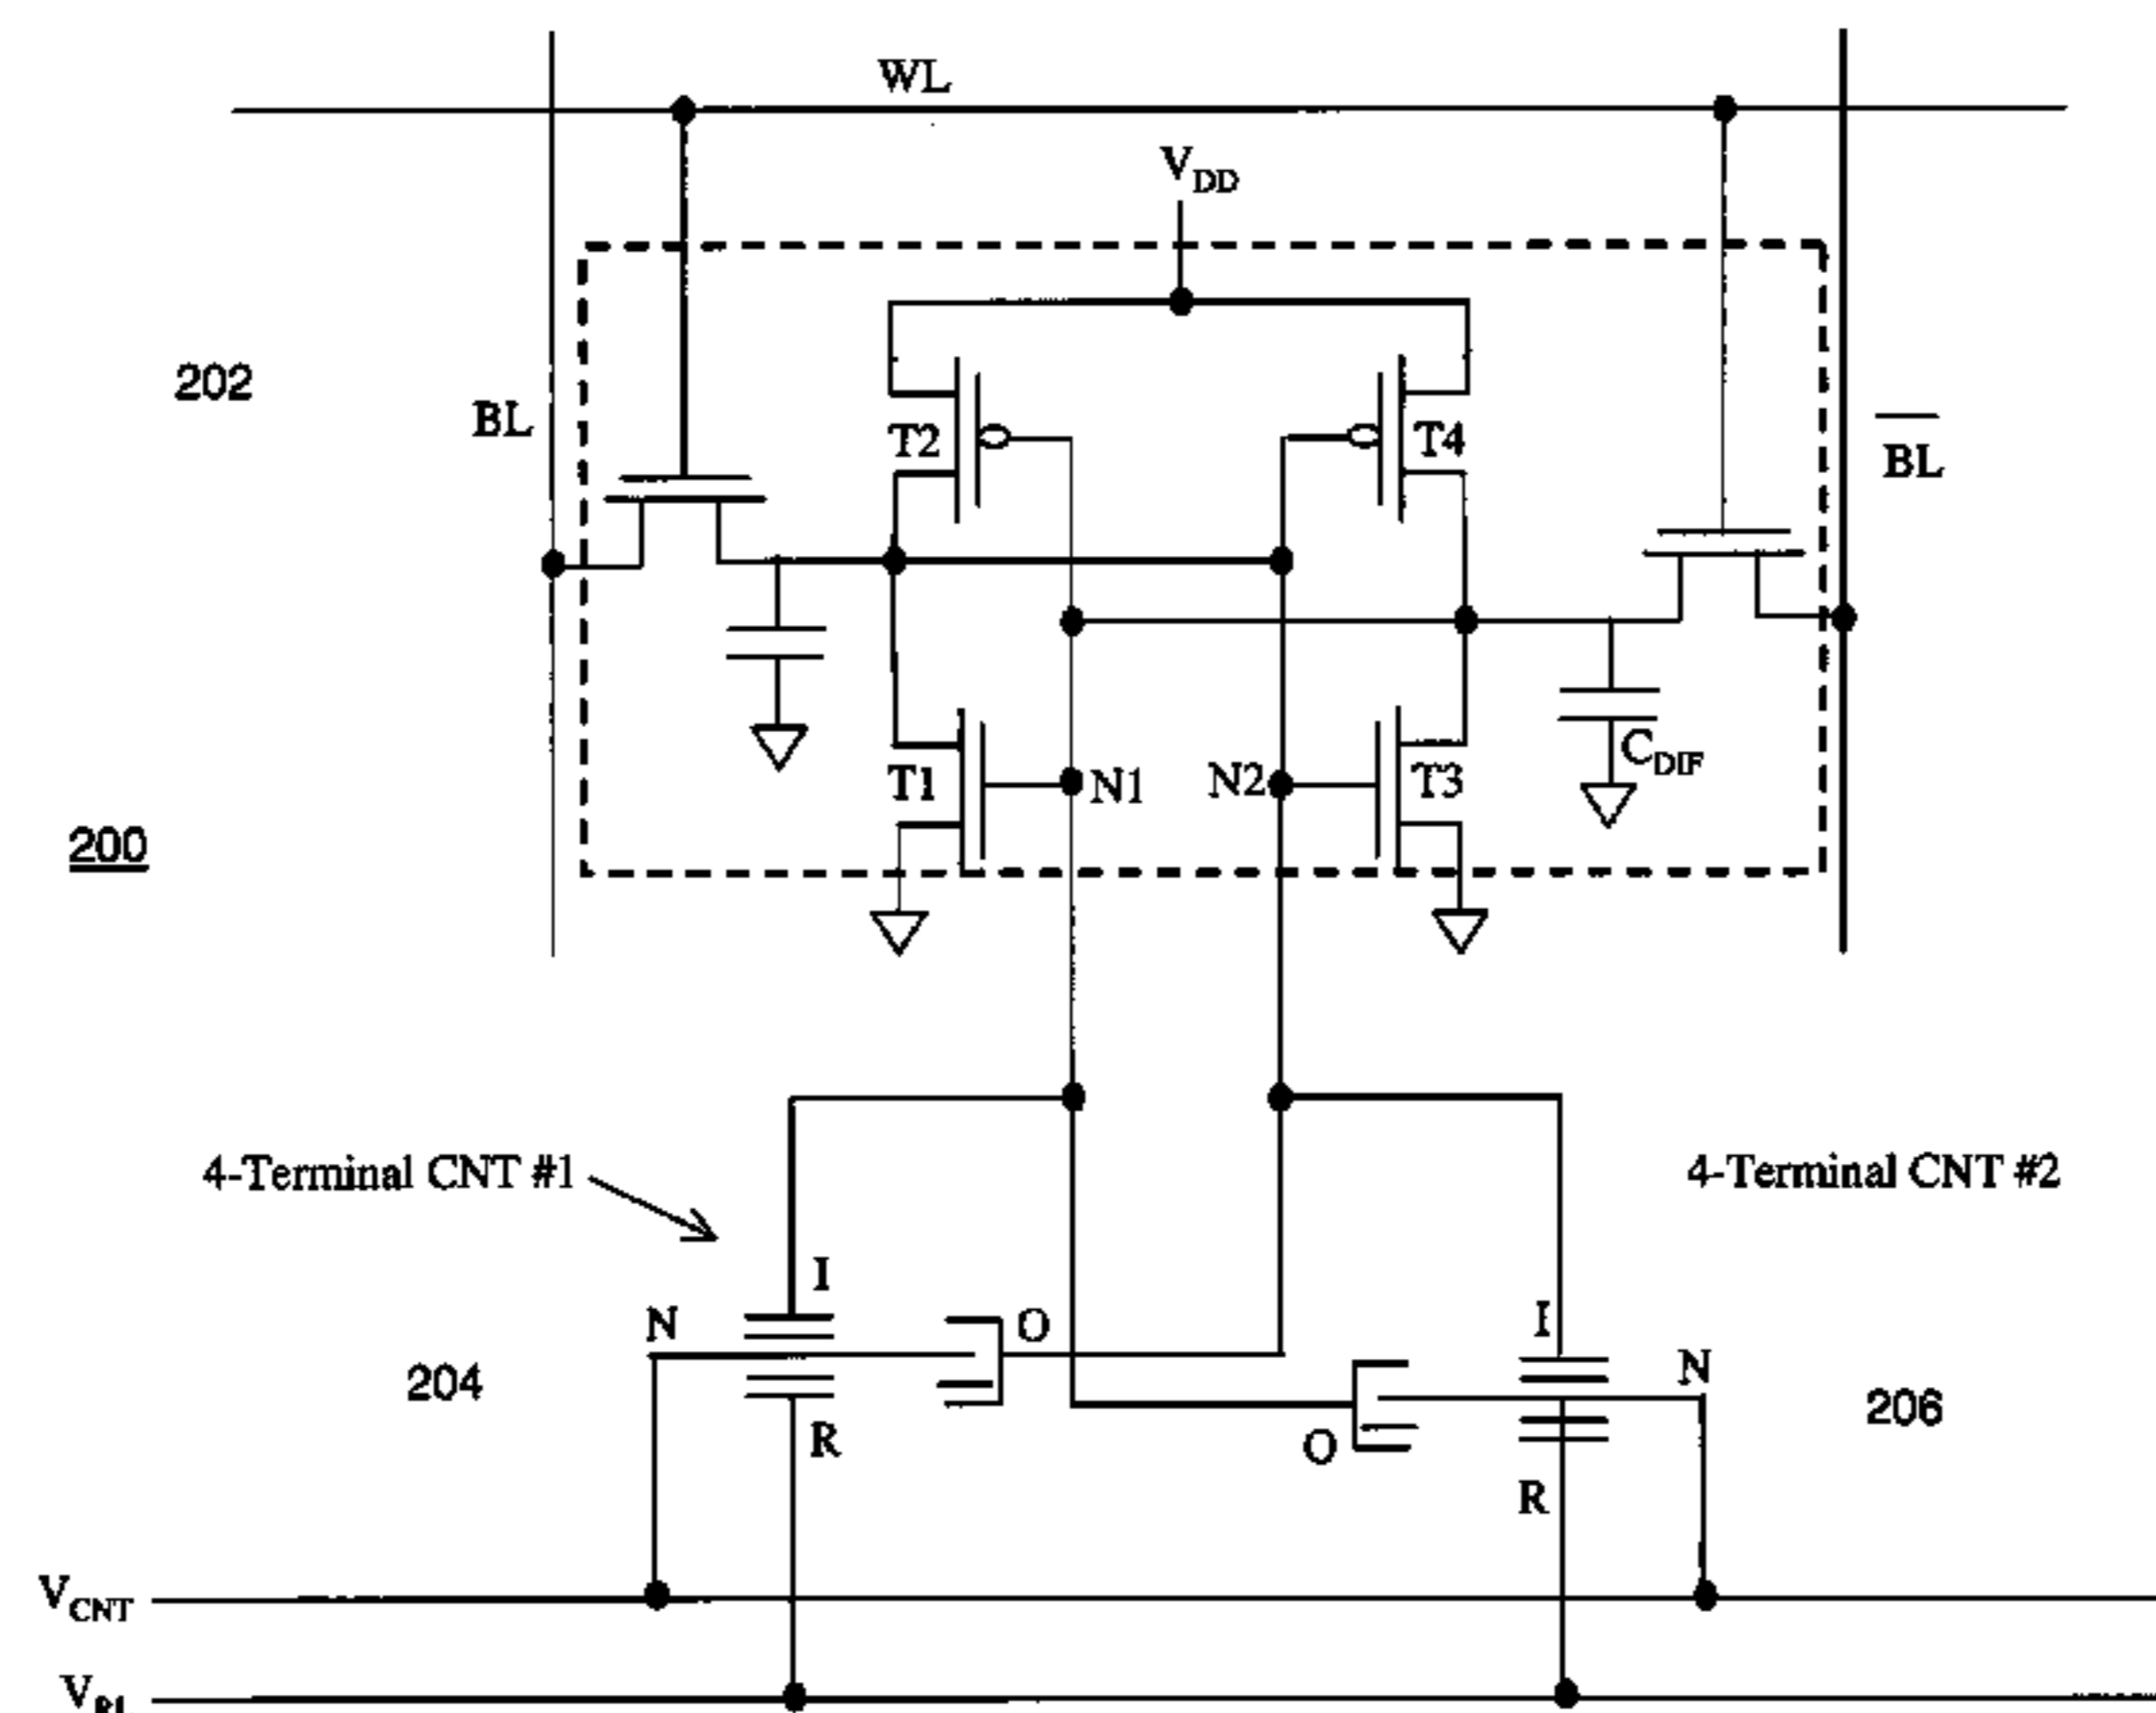 WL
V_DD
202
BL
T2
T4
B̅L̅
T1
N1
N2
T3
C_DIF
200
4-Terminal CNT #1
4-Terminal CNT #2
I
N
O
I
N
204
206
R
O
R
V_CNT